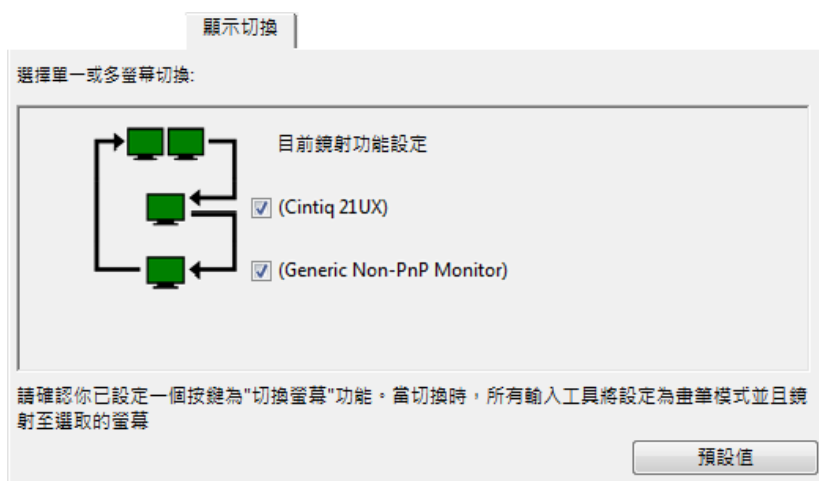 顯示切換
選擇單一或多螢幕切換:
目前鏡射功能設定
(Cintiq 21UX)
(Generic Non-PnP Monitor)
請確認你已設定一個按鍵為"切換螢幕"功能。當切換時，所有輸入工具將設定為畫筆模式並且鏡
射至選取的螢幕
預設值